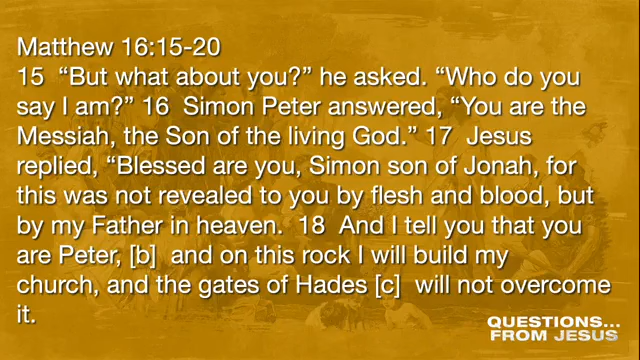 Matthew 16:15-20
15  “But what about you?” he asked. “Who do you
say I am?” 16  Simon Peter answered, “You are the
Messiah, the Son of the living God.” 17  Jesus
replied, “Blessed are you, Simon son of Jonah, for
this was not revealed to you by flesh and blood, but
by my Father in heaven.  18  And I tell you that you
are Peter, [b]  and on this rock I will build my
church, and the gates of Hades [c]  will not overcome
it.
QUESTIONS...
FROM JESUS